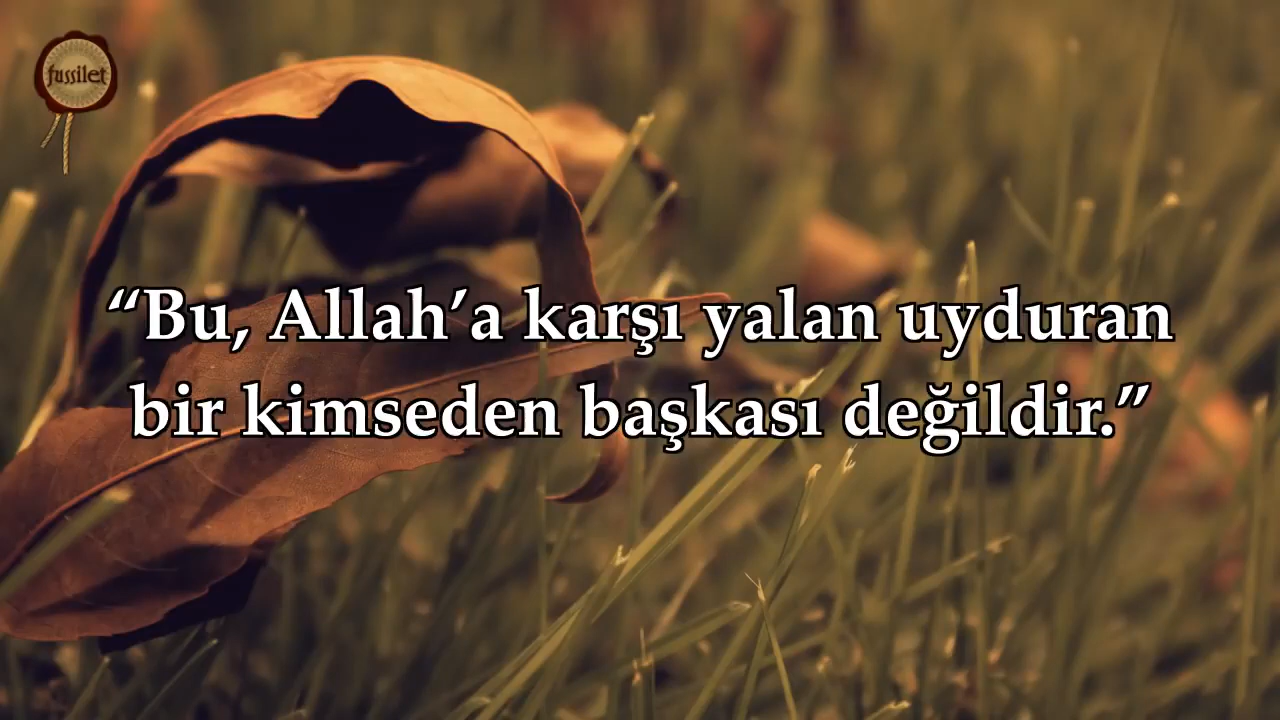 fussilet
“Bu, Allah’a karşı yalan uyduran
bir kimseden başkası değildir.”